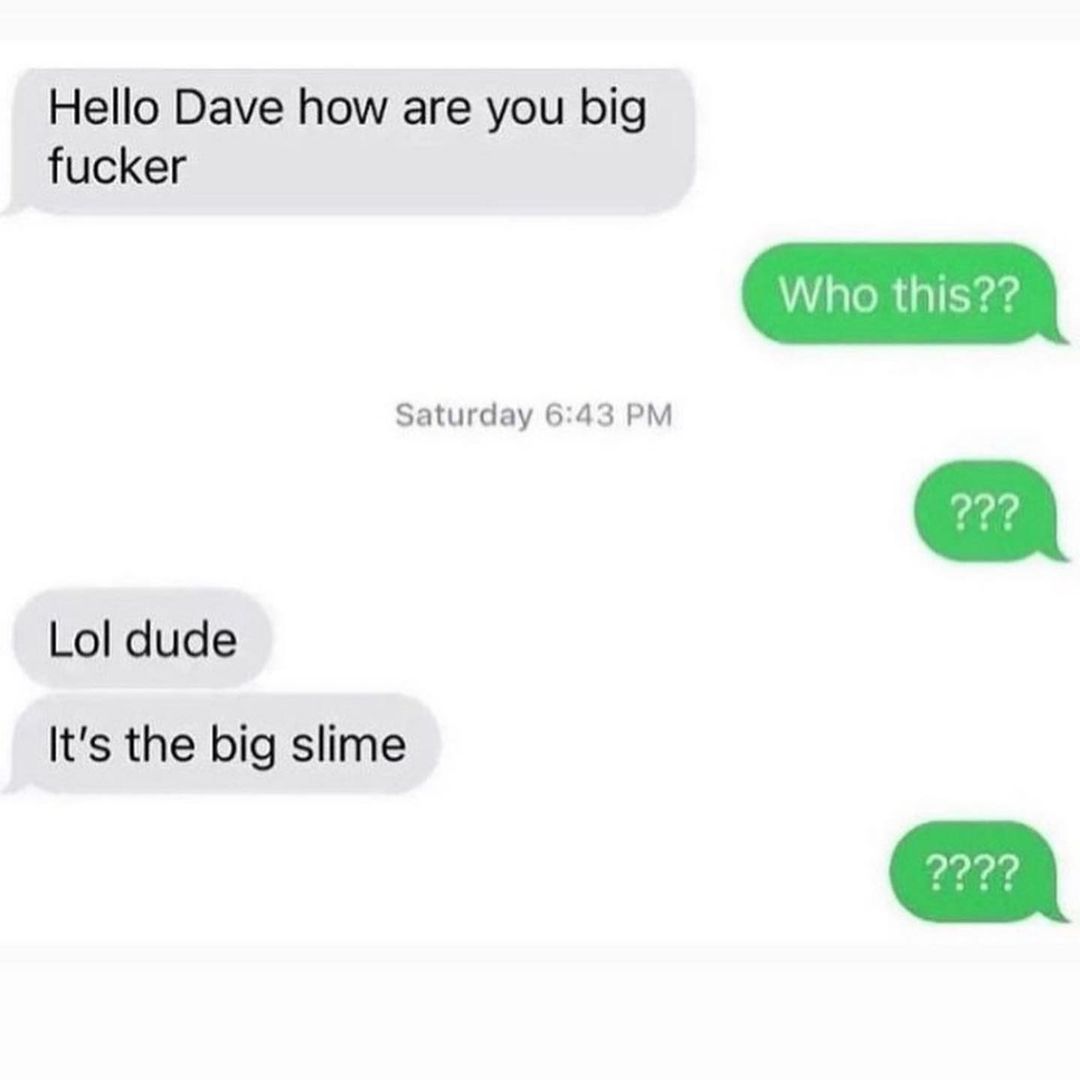 Hello Dave how are you big
fucker
Who this??
Saturday 6:43 PM
???
Lol dude
It's the big slime
????